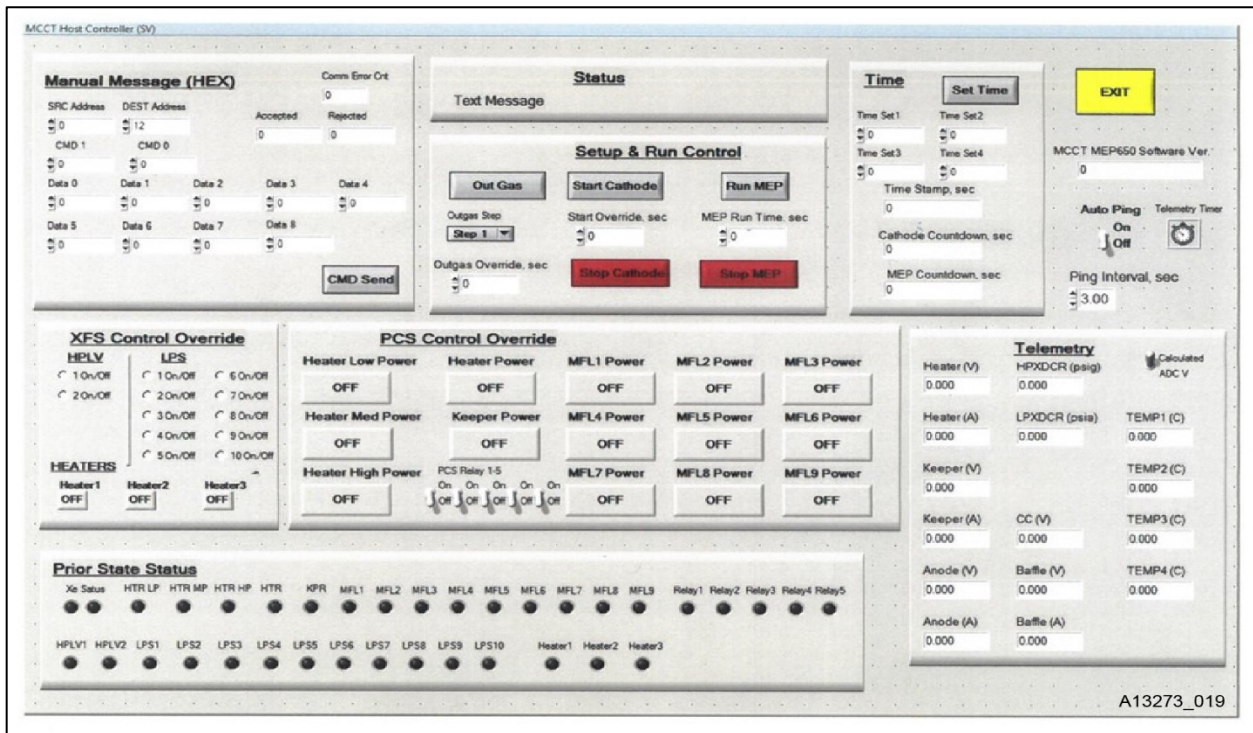 MCCT Host Controller (SV)
Manual Message (HEX)
Comm Error Cnt
0
SRC Address DEST Address
0 12
Accepted Rejected
0 0
CMD 1 CMD 0
0 0
Data 0 Data 1 Data 2 Data 3 Data 4
0 0 0 0 0
Data 5 Data 6 Data 7 Data 8
0 0 0 0
CMD Send
Status
Text Message
Setup & Run Control
Out Gas Start Cathode Run MEP
Outgas Step Start Override, sec MEP Run Time, sec
Step 1 0 0
Outgas Override, sec
0
Stop Cathode Stop MEP
Time
Set Time
Time Set1 Time Set2
0 0
Time Set3 Time Set4
0 0
Time Stamp, sec
0
Cathode Countdown, sec
0
MEP Countdown, sec
0
EXIT
MCCT MEP650 Software Ver.
0
Auto Ping Telemetry Timer
On
Off
Ping Interval, sec
3.00
XFS Control Override
HPLV LPS
1 On/Off 1 On/Off 6 On/Off
2 On/Off 2 On/Off 7 On/Off
3 On/Off 8 On/Off
4 On/Off 9 On/Off
5 On/Off 10 On/Off
HEATERS
Heater1 Heater2 Heater3
OFF OFF OFF
PCS Control Override
Heater Low Power Heater Power MFL1 Power MFL2 Power MFL3 Power
OFF OFF OFF OFF OFF
Heater Med Power Keeper Power MFL4 Power MFL5 Power MFL6 Power
OFF OFF OFF OFF OFF
Heater High Power PCS Relay 1-5 MFL7 Power MFL8 Power MFL9 Power
On On On On On
OFF Off Off Off Off Off OFF OFF OFF
Telemetry
Calculated
ADC V
Heater (V) HPXDCR (psig)
0.000 0.000
Heater (A) LPXDCR (psia) TEMP1 (C)
0.000 0.000 0.000
Keeper (V) TEMP2 (C)
0.000 0.000
Keeper (A) CC (V) TEMP3 (C)
0.000 0.000 0.000
Anode (V) Baffle (V) TEMP4 (C)
0.000 0.000 0.000
Anode (A) Baffle (A)
0.000 0.000
Prior State Status
Xe Satus HTR LP HTR MP HTR HP HTR KPR MFL1 MFL2 MFL3 MFL4 MFL5 MFL6 MFL7 MFL8 MFL9 Relay1 Relay2 Relay3 Relay4 Relay5
HPLV1 HPLV2 LPS1 LPS2 LPS3 LPS4 LPS5 LPS6 LPS7 LPS8 LPS9 LPS10 Heater1 Heater2 Heater3
A13273_019